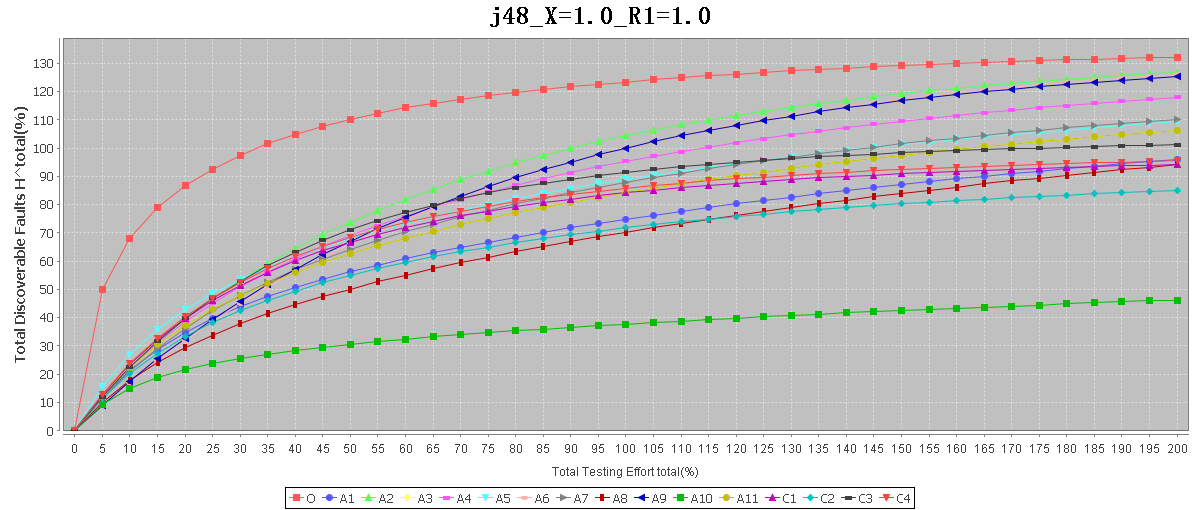 j48_X=1.0_R1=1.0
Total Discoverable Faults H^total(%)
130
120
110
100
90
80
70
60
50
40
30
20
10
0
0 5 10 15 20 25 30 35 40 45 50 55 60 65 70 75 80 85 90 95 100 105 110 115 120 125 130 135 140 145 150 155 160 165 170 175 180 185 190 195 200
Total Testing Effort total(%)
O A1 A2 A3 A4 A5 A6 A7 A8 A9 A10 A11 C1 C2 C3 C4